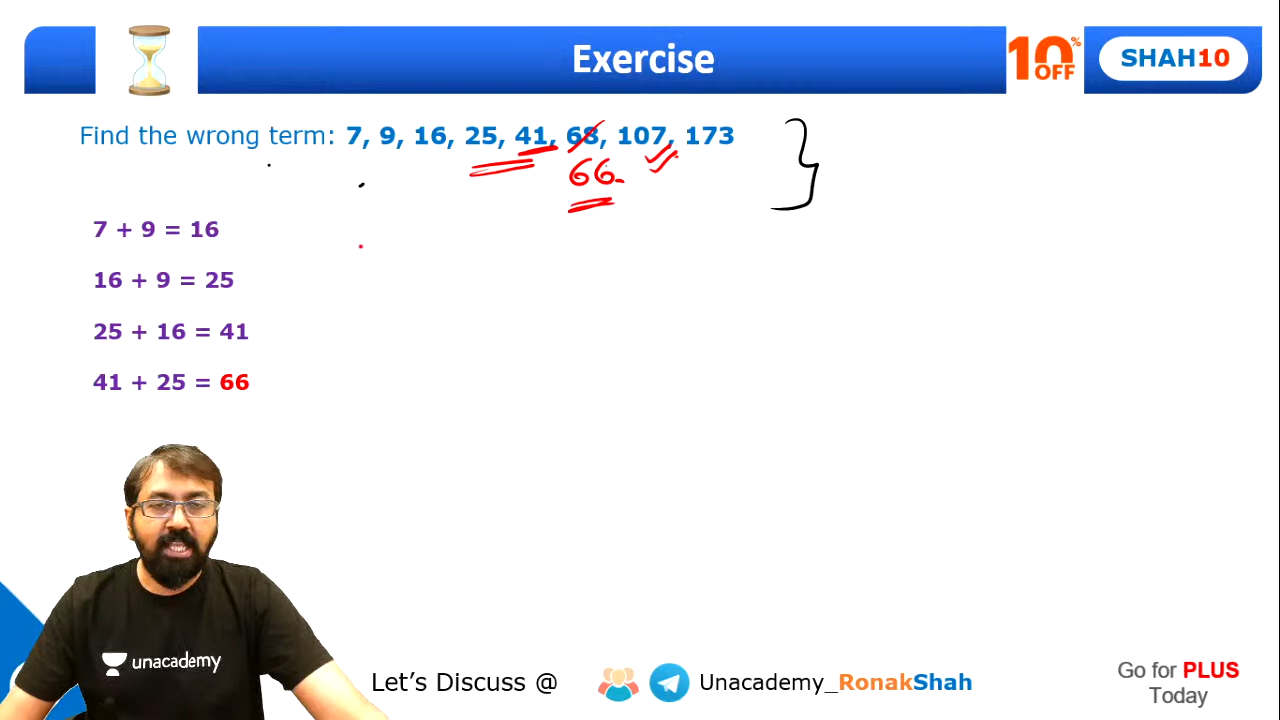 Exercise
10% OFF
SHAH10
Find the wrong term: 7, 9, 16, 25, 41, 68, 107, 173
66
7 + 9 = 16
16 + 9 = 25
25 + 16 = 41
41 + 25 = 66
unacademy
Let's Discuss @ Unacademy_RonakShah
Go for PLUS
Today